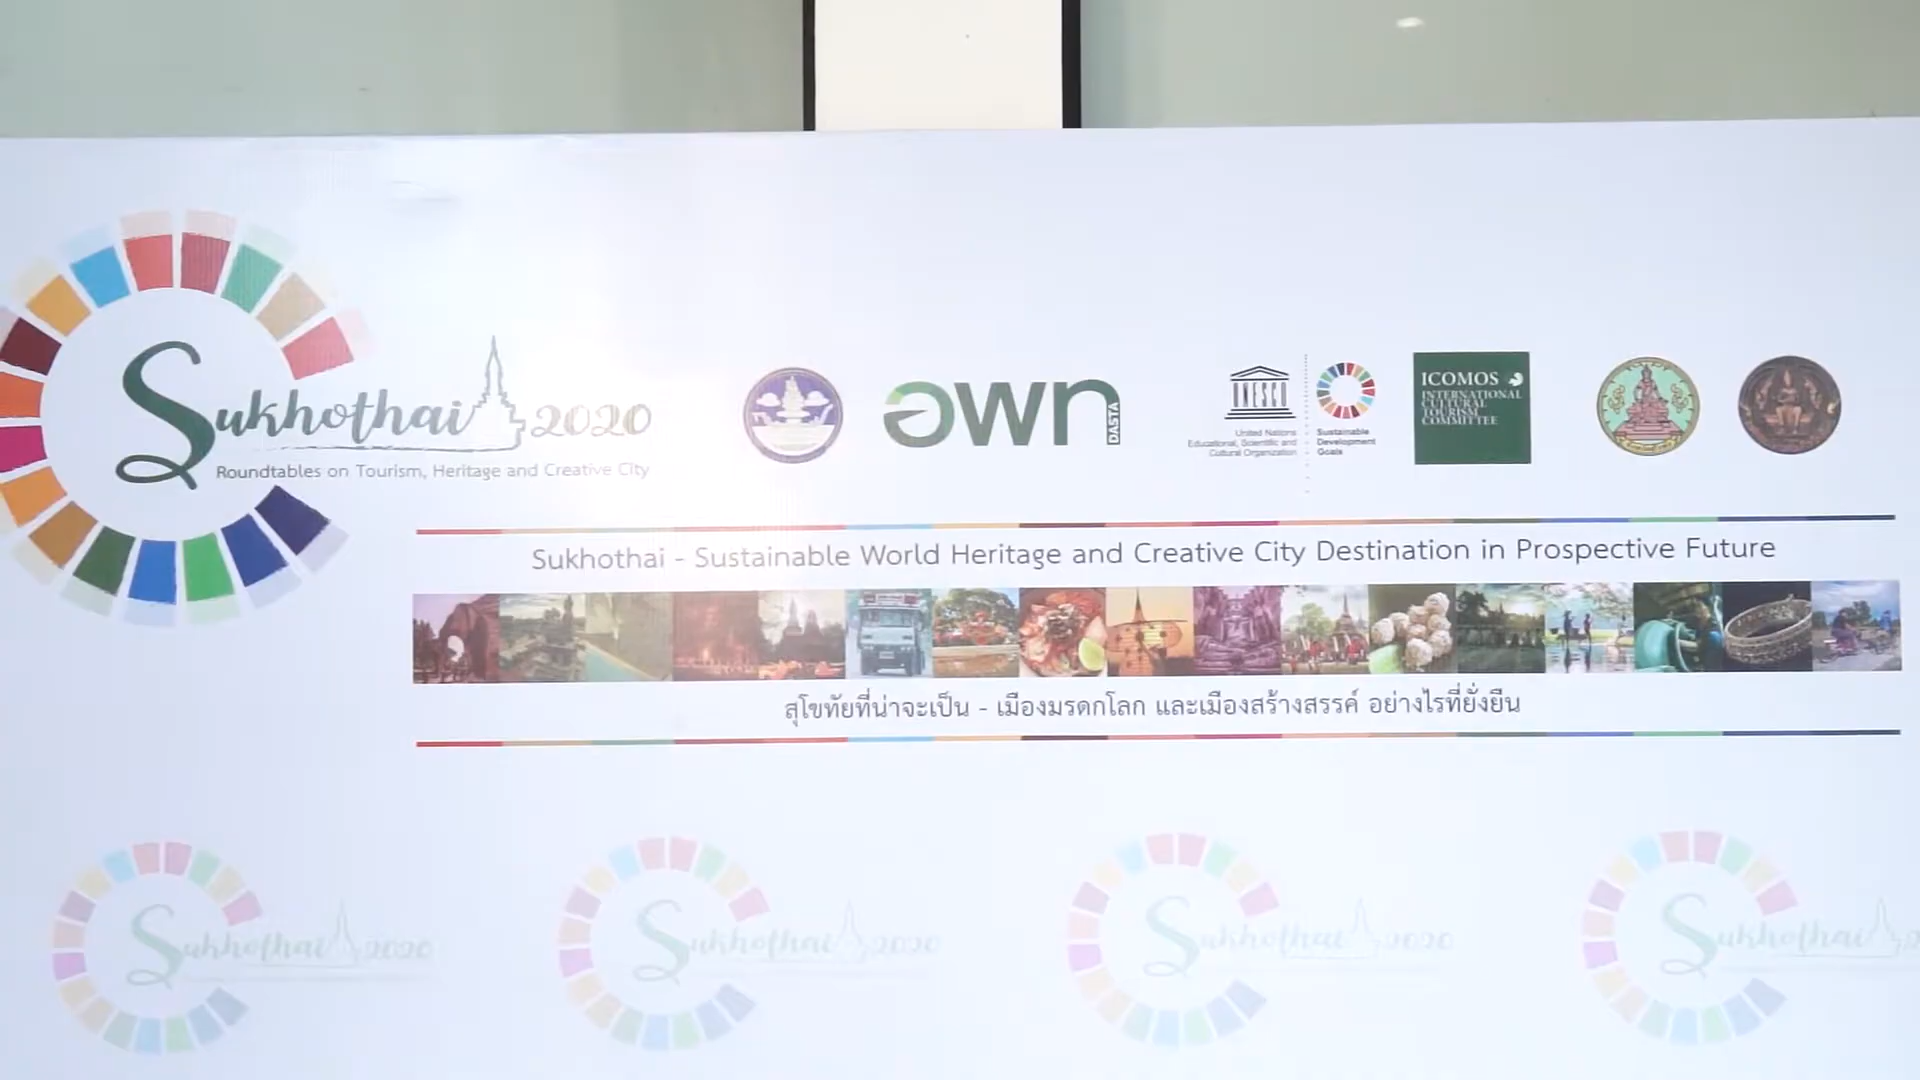 Sukhothai 2020
Roundtables on Tourism, Heritage and Creative City
อพท
DASTA
UNESCO
United Nations
Educational, Scientific and
Cultural Organization
Sustainable
Development
Goals
ICOMOS
INTERNATIONAL
CULTURAL
TOURISM
COMMITTEE
Sukhothai - Sustainable World Heritage and Creative City Destination in Prospective Future
สุโขทัยที่น่าจะเป็น - เมืองมรดกโลก และเมืองสร้างสรรค์ อย่างไรที่ยั่งยืน
Sukhothai 2020
Sukhothai 2020
Sukhothai 2020
Sukhothai 2